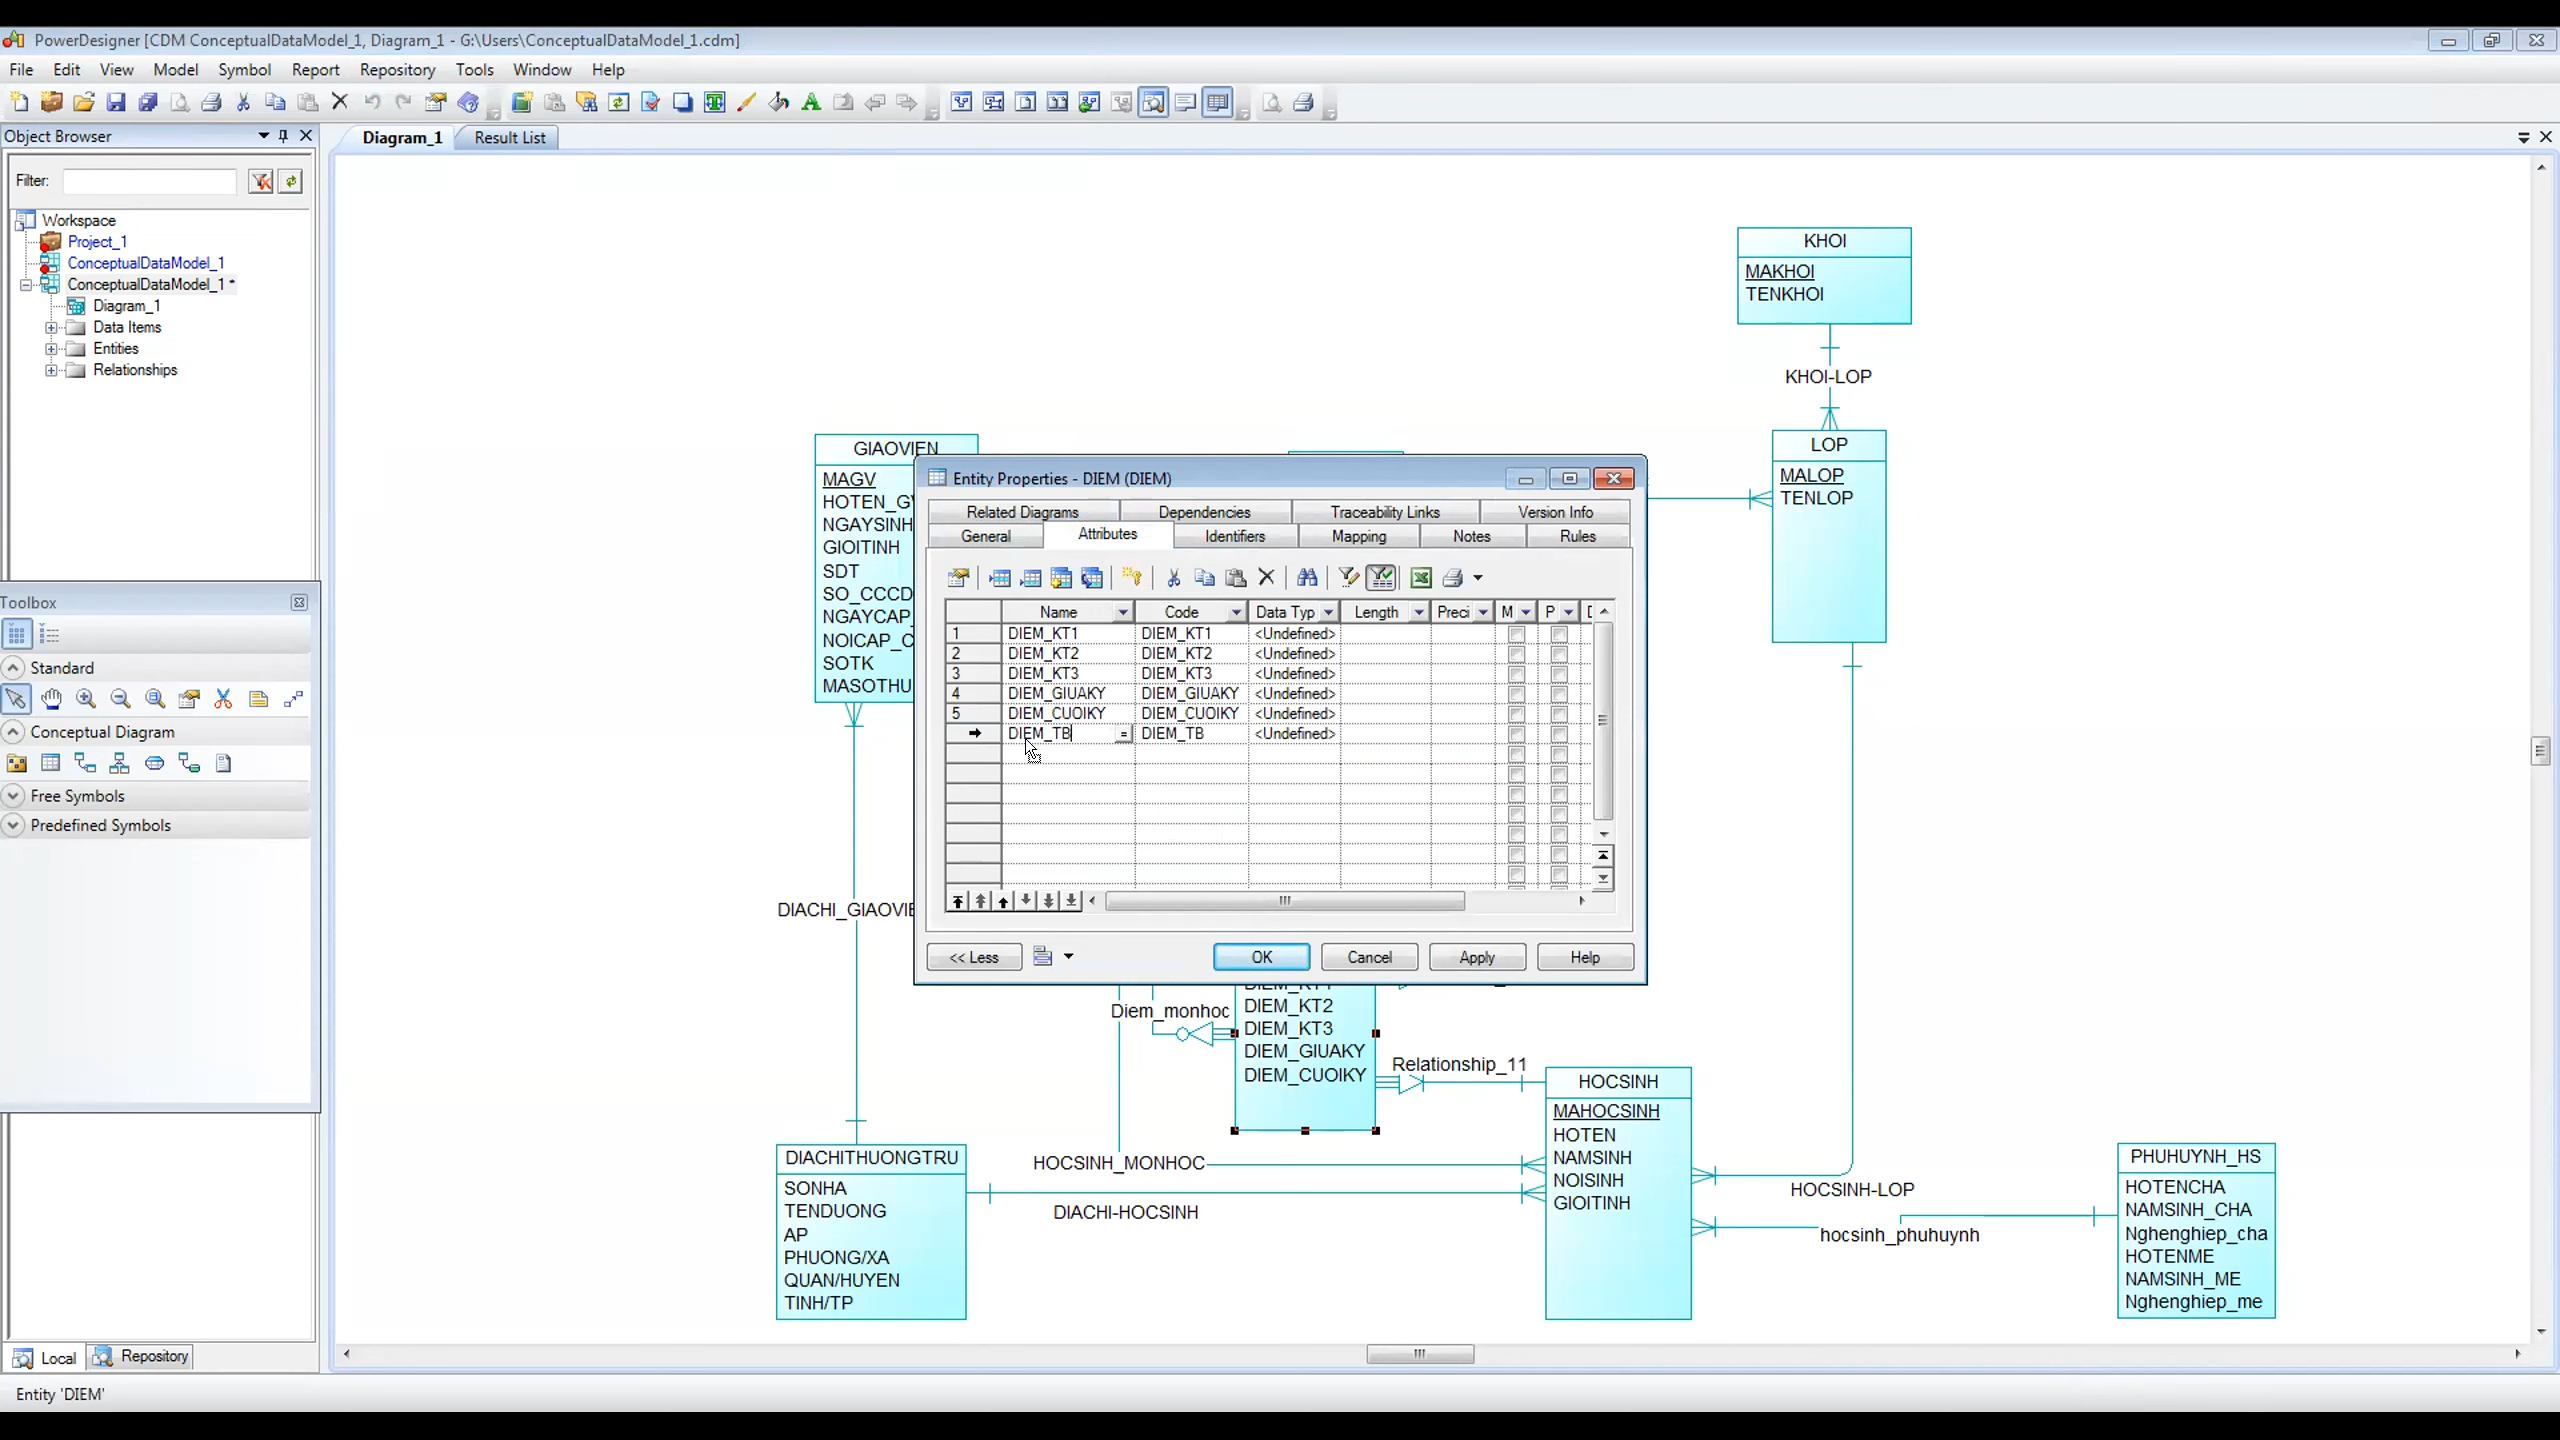 PowerDesigner [CDM ConceptualDataModel_1, Diagram_1 - G:\Users\ConceptualDataModel_1.cdm]
File Edit View Model Symbol Report Repository Tools Window Help
Object Browser
Filter:
Workspace
Project_1
ConceptualDataModel_1
ConceptualDataModel_1 *
Diagram_1
Data Items
Entities
Relationships
Toolbox
Standard
Conceptual Diagram
Free Symbols
Predefined Symbols
Local Repository
Entity 'DIEM'
Diagram_1 Result List
KHOI
MAKHOI
TENKHOI
KHOI-LOP
LOP
MALOP
TENLOP
GIAOVIEN
MAGV
HOTEN_G
NGAYSINH
GIOITINH
SDT
SO_CCCD
NGAYCAP_
NOICAP_C
SOTK
MASOTHU
Entity Properties - DIEM (DIEM)
Related Diagrams Dependencies Traceability Links Version Info
General Attributes Identifiers Mapping Notes Rules
Name Code Data Typ Length Preci M P
1 DIEM_KT1 DIEM_KT1 <Undefined>
2 DIEM_KT2 DIEM_KT2 <Undefined>
3 DIEM_KT3 DIEM_KT3 <Undefined>
4 DIEM_GIUAKY DIEM_GIUAKY <Undefined>
5 DIEM_CUOIKY DIEM_CUOIKY <Undefined>
DIEM_TB = DIEM_TB <Undefined>
<< Less OK Cancel Apply Help
DIACHI_GIAOVIE
Diem_monhoc
DIEM_KT2
DIEM_KT3
DIEM_GIUAKY
DIEM_CUOIKY
Relationship_11
HOCSINH
MAHOCSINH
HOTEN
NAMSINH
NOISINH
GIOITINH
HOCSINH_MONHOC
DIACHI-HOCSINH
DIACHITHUONGTRU
SONHA
TENDUONG
AP
PHUONG/XA
QUAN/HUYEN
TINH/TP
HOCSINH-LOP
hocsinh_phuhuynh
PHUHUYNH_HS
HOTENCHA
NAMSINH_CHA
Nghenghiep_cha
HOTENME
NAMSINH_ME
Nghenghiep_me